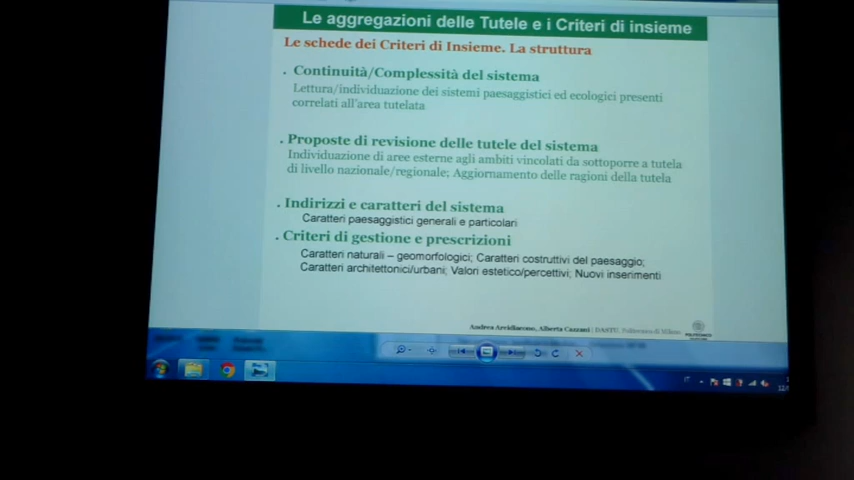 Le aggregazioni delle Tutele e i Criteri di insieme
Le schede dei Criteri di Insieme. La struttura
. Continuità/Complessità del sistema
Lettura/individuazione dei sistemi paesaggistici ed ecologici presenti
correlati all'area tutelata
. Proposte di revisione delle tutele del sistema
Individuazione di aree esterne agli ambiti vincolati da sottoporre a tutela
di livello nazionale/regionale; Aggiornamento delle ragioni della tutela
. Indirizzi e caratteri del sistema
Caratteri paesaggistici generali e particolari
. Criteri di gestione e prescrizioni
Caratteri naturali – geomorfologici; Caratteri costruttivi del paesaggio;
Caratteri architettonici/urbani; Valori estetico/percettivi; Nuovi inserimenti
Andrea Arcidiacono, Alberta Cazzani | DASTU, Politecnico di Milano
POLITECNICO
IT